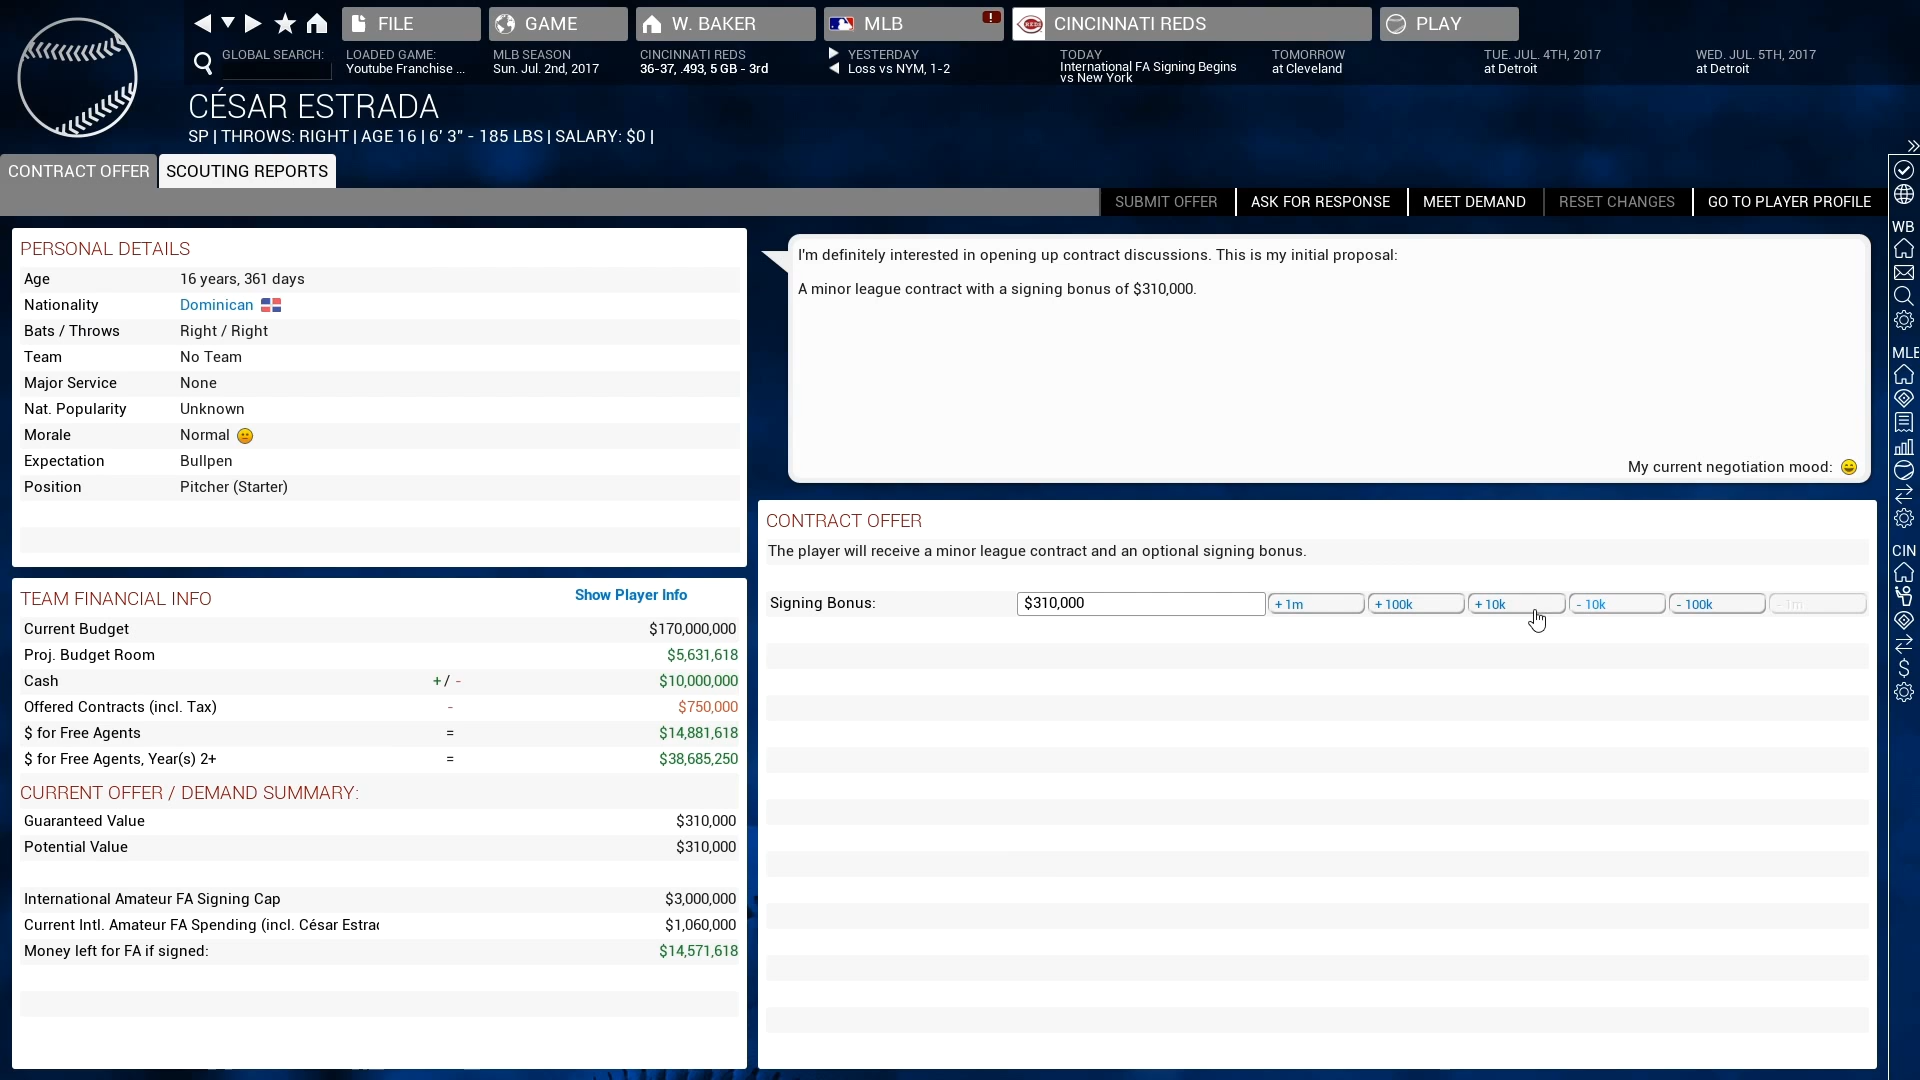 FILE
GAME
W. BAKER
MLB
CINCINNATI REDS
PLAY
GLOBAL SEARCH:
LOADED GAME:
Youtube Franchise ...
MLB SEASON
Sun. Jul. 2nd, 2017
CINCINNATI REDS
36-37, .493, 5 GB - 3rd
YESTERDAY
Loss vs NYM, 1-2
TODAY
International FA Signing Begins
vs New York
TOMORROW
at Cleveland
TUE. JUL. 4TH, 2017
at Detroit
WED. JUL. 5TH, 2017
at Detroit
CÉSAR ESTRADA
SP | THROWS: RIGHT | AGE 16 | 6' 3" - 185 LBS | SALARY: $0 |
CONTRACT OFFER
SCOUTING REPORTS
SUBMIT OFFER
ASK FOR RESPONSE
MEET DEMAND
RESET CHANGES
GO TO PLAYER PROFILE
PERSONAL DETAILS
Age 16 years, 361 days
Nationality Dominican
Bats / Throws Right / Right
Team No Team
Major Service None
Nat. Popularity Unknown
Morale Normal
Expectation Bullpen
Position Pitcher (Starter)
I'm definitely interested in opening up contract discussions. This is my initial proposal:
A minor league contract with a signing bonus of $310,000.
My current negotiation mood:
TEAM FINANCIAL INFO
Show Player Info
Current Budget $170,000,000
Proj. Budget Room $5,631,618
Cash + / - $10,000,000
Offered Contracts (incl. Tax) - $750,000
$ for Free Agents = $14,881,618
$ for Free Agents, Year(s) 2+ = $38,685,250
CURRENT OFFER / DEMAND SUMMARY:
Guaranteed Value $310,000
Potential Value $310,000
International Amateur FA Signing Cap $3,000,000
Current Intl. Amateur FA Spending (incl. César Estrad $1,060,000
Money left for FA if signed: $14,571,618
CONTRACT OFFER
The player will receive a minor league contract and an optional signing bonus.
Signing Bonus: $310,000 + 1m + 100k + 10k - 10k - 100k - 1m
WB
MLB
CIN